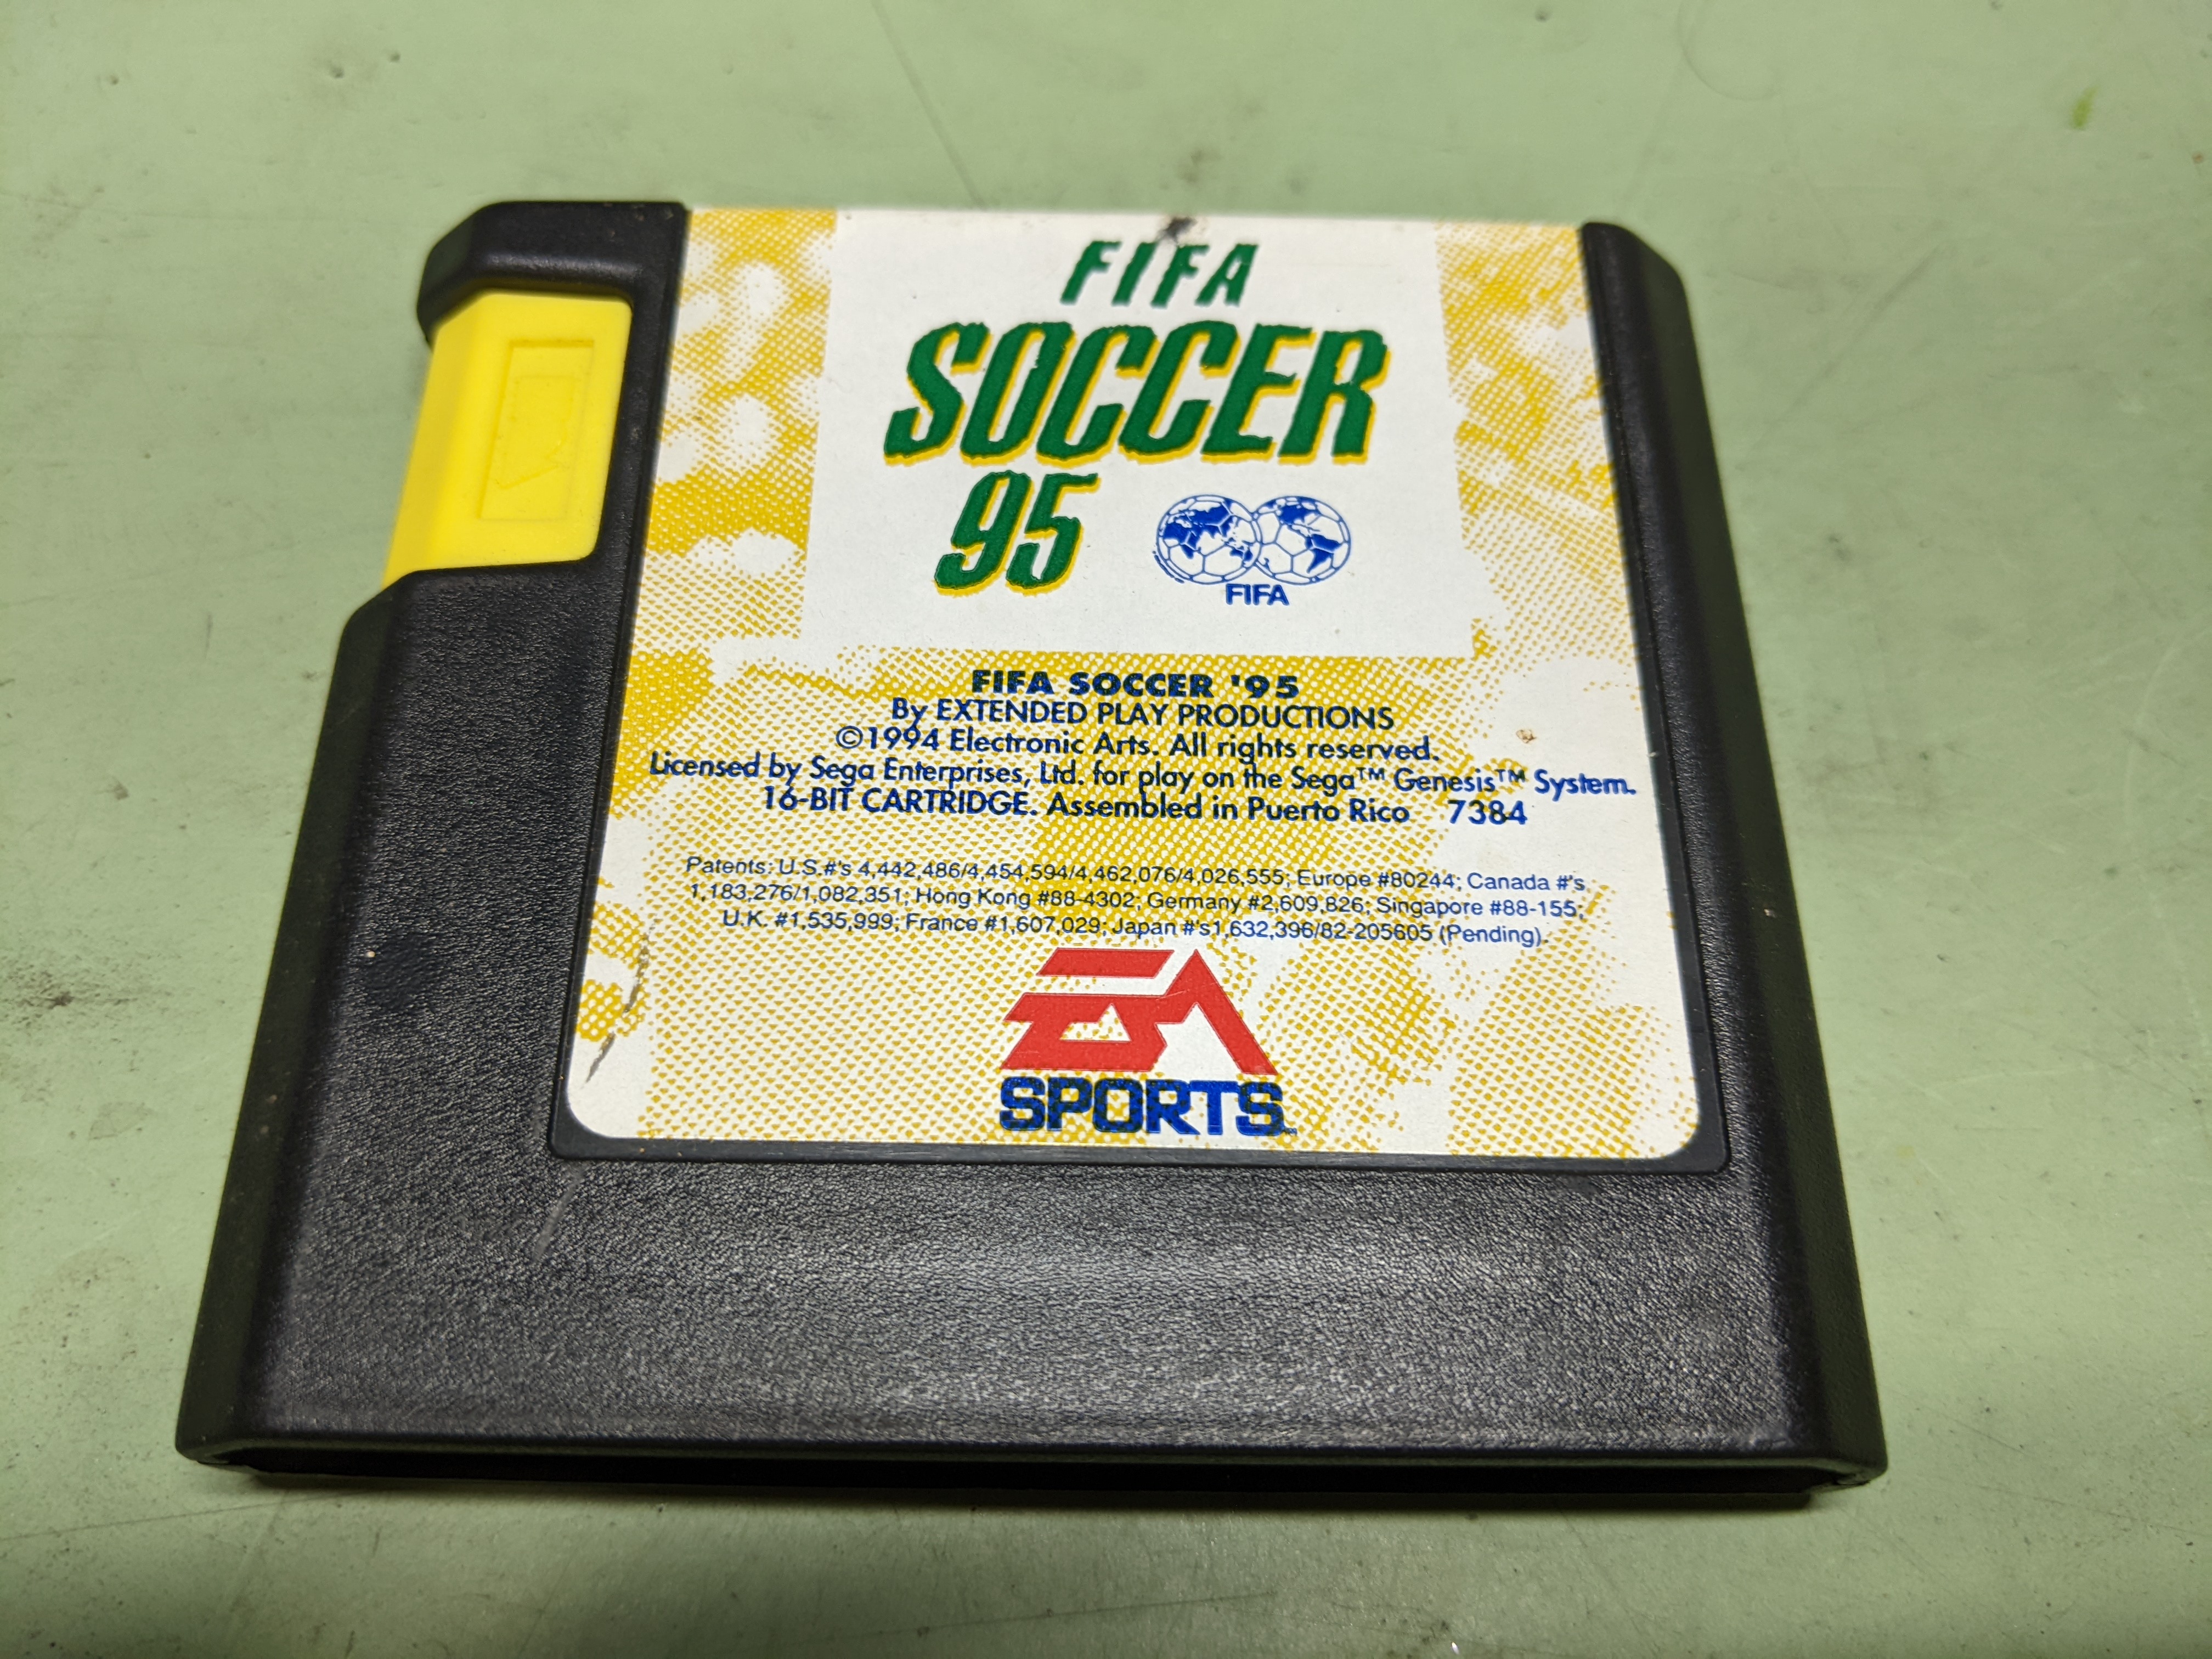 FIFA
SOCCER
95
FIFA
FIFA SOCCER '95
By EXTENDED PLAY PRODUCTIONS
©1994 Electronic Arts. All rights reserved.
Licensed by Sega Enterprises, Ltd. for play on the Sega™ Genesis™ System.
16-BIT CARTRIDGE. Assembled in Puerto Rico 7384
Patents: U.S.#'s 4,442,486/4,454,594/4,462,076/4,026,555; Europe #80244; Canada #'s
1,183,276/1,082,351; Hong Kong #88-4302; Germany #2,609,826; Singapore #88-155;
U.K. #1,535,999; France #1,607,029; Japan #'s1,632,396/82-205605 (Pending).
EA
SPORTS™